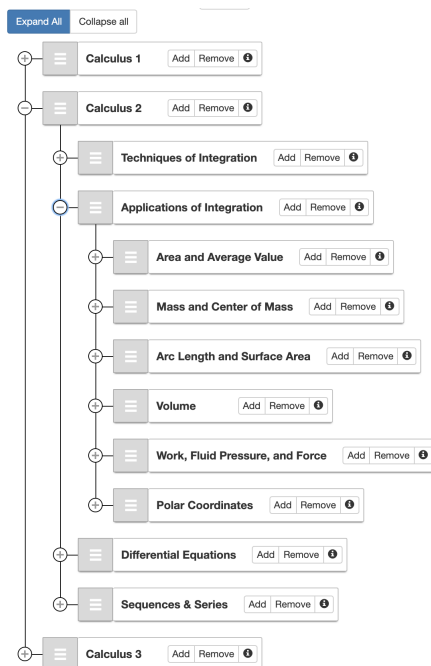 Expand All Collapse all
Calculus 1 Add Remove
Calculus 2 Add Remove
Techniques of Integration Add Remove
Applications of Integration Add Remove
Area and Average Value Add Remove
Mass and Center of Mass Add Remove
Arc Length and Surface Area Add Remove
Volume Add Remove
Work, Fluid Pressure, and Force Add Remove
Polar Coordinates Add Remove
Differential Equations Add Remove
Sequences & Series Add Remove
Calculus 3 Add Remove